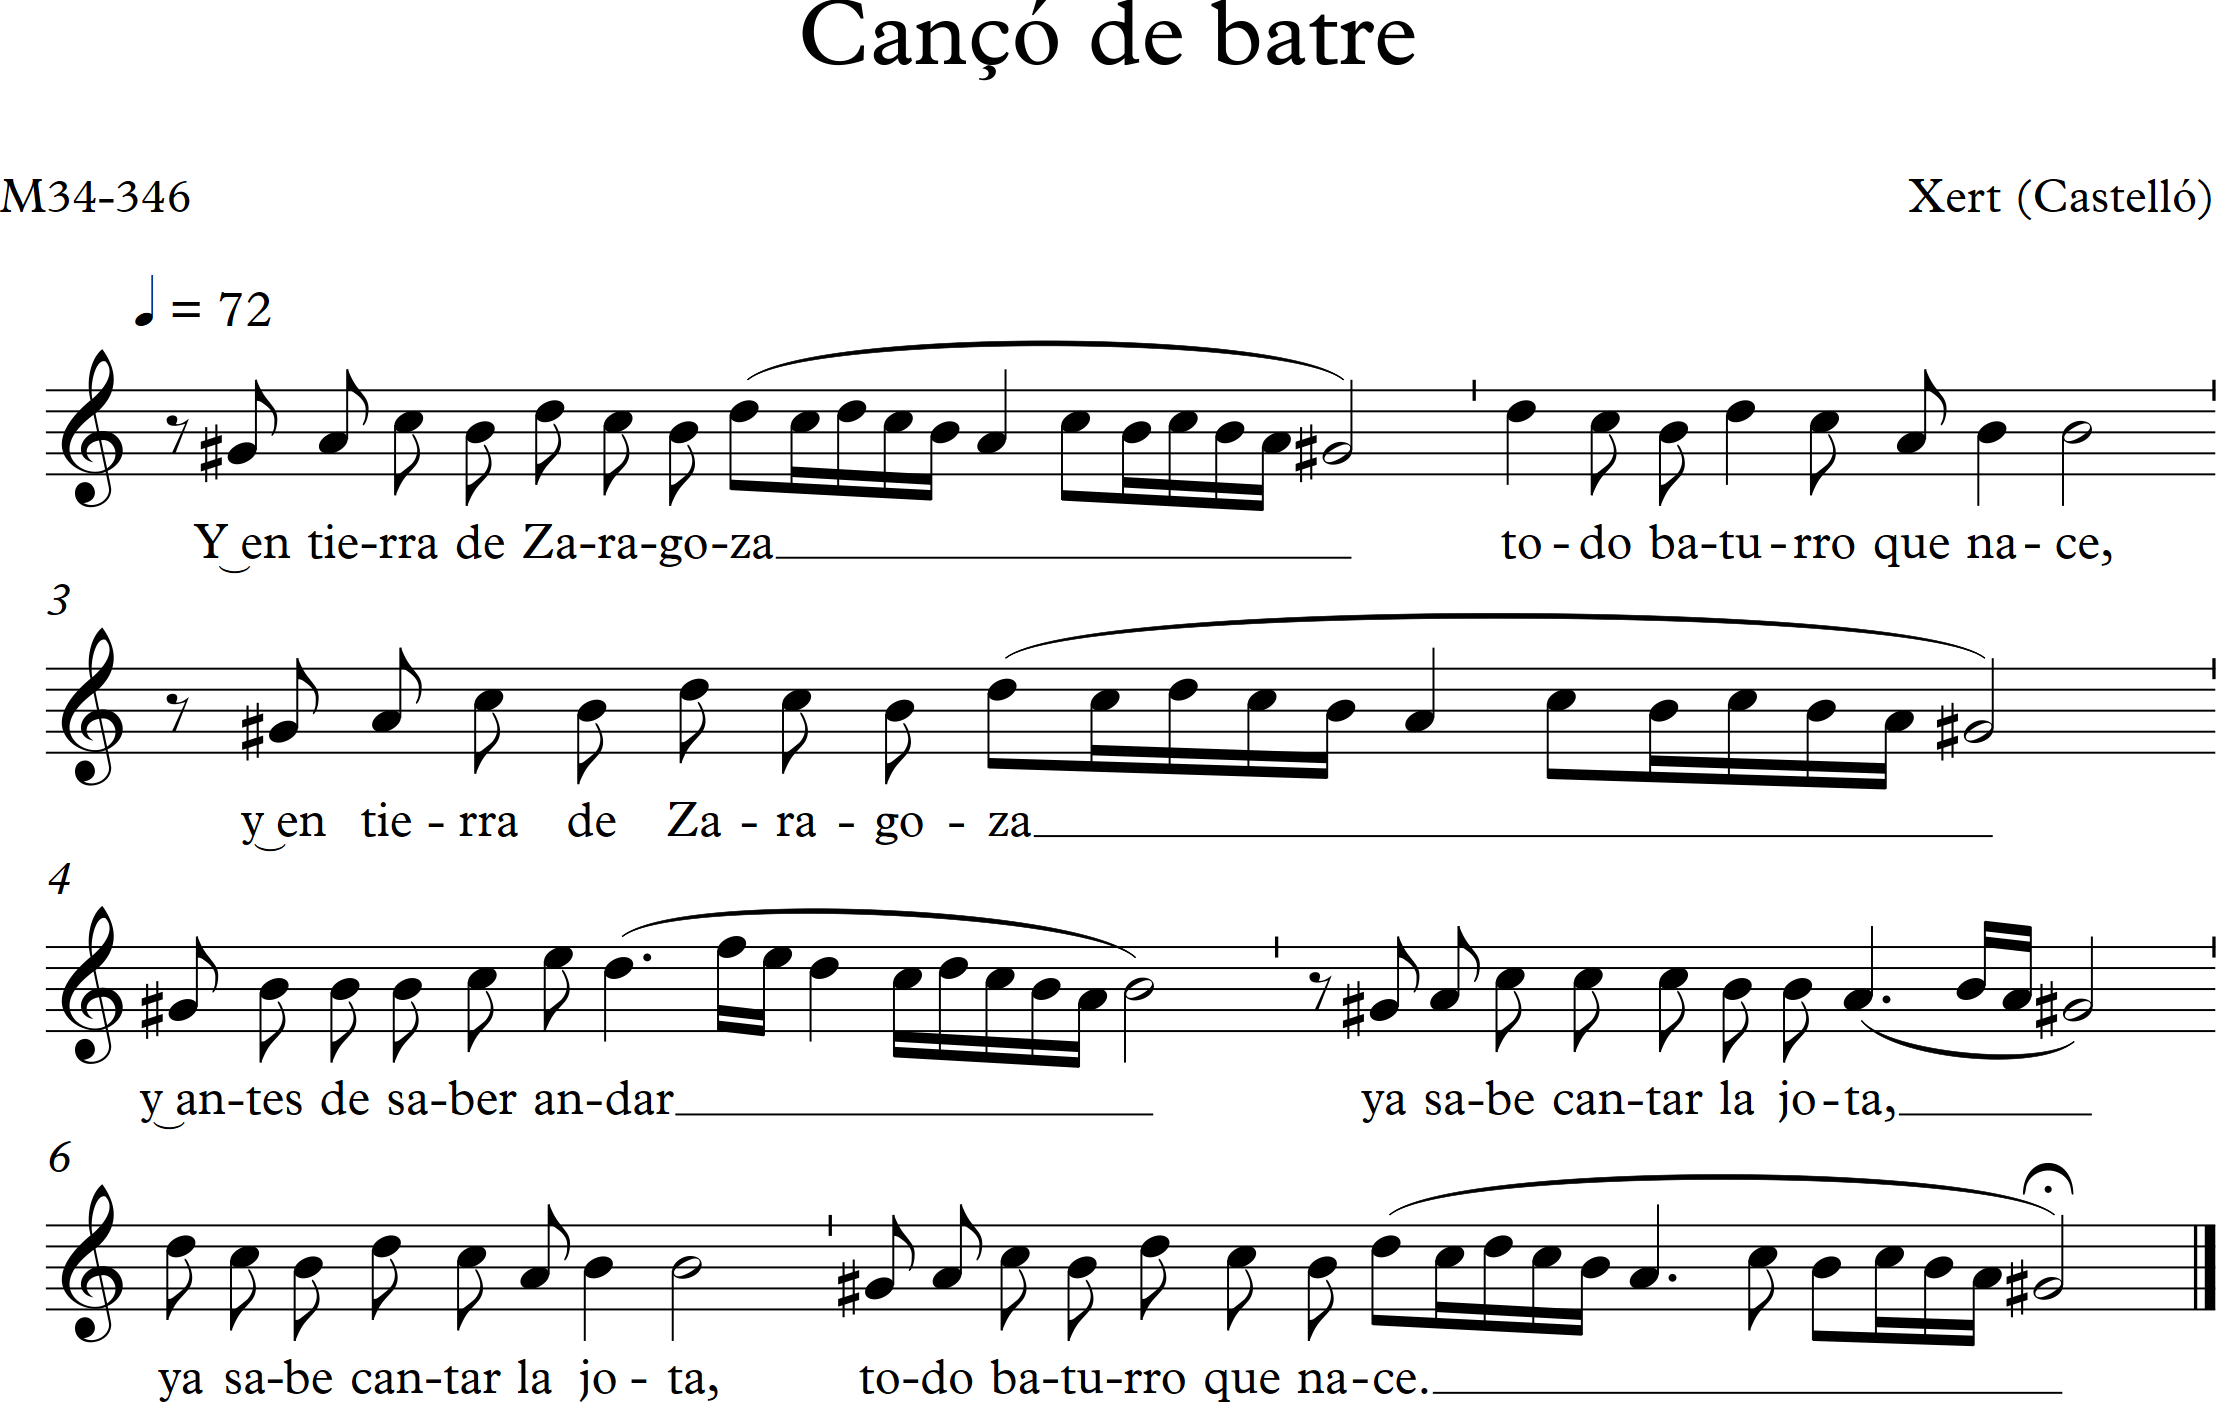 Cançó de batre
M34-346
Xert (Castelló)
= 72
Y en tie-rra de Za-ra-go-za to-do ba-tu-rro que na-ce,
3
y en tie-rra de Za-ra-go-za
4
y an-tes de sa-ber an-dar ya sa-be can-tar la jo-ta,
6
ya sa-be can-tar la jo-ta, to-do ba-tu-rro que na-ce.